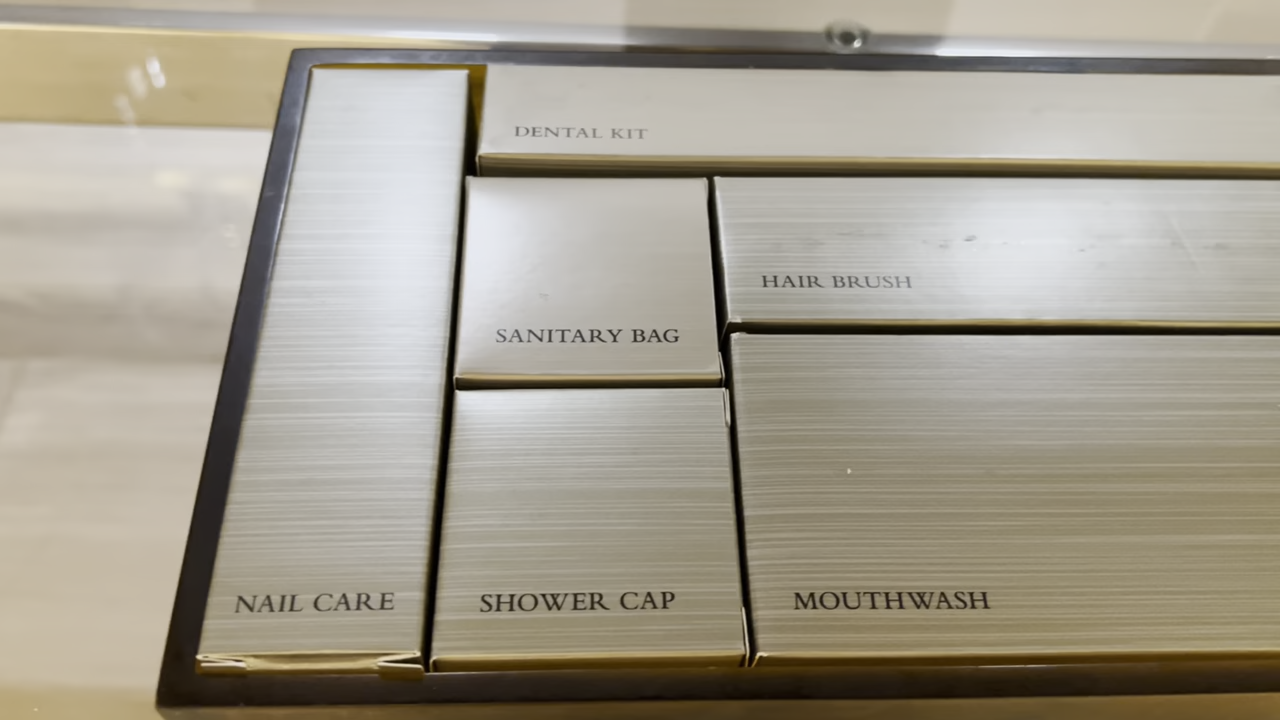 DENTAL KIT
HAIR BRUSH
SANITARY BAG
NAIL CARE
SHOWER CAP
MOUTHWASH